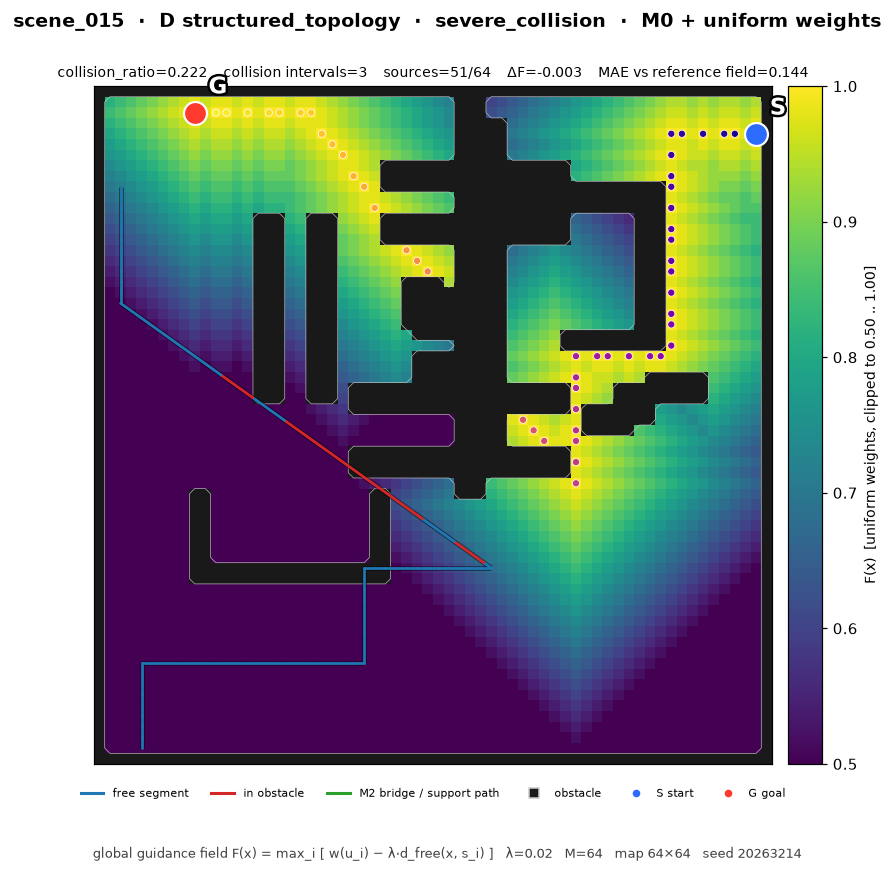 scene_015 · D structured_topology · severe_collision · M0 + uniform weights
collision_ratio=0.222 collision intervals=3 sources=51/64 ΔF=-0.003 MAE vs reference field=0.144
G
S
1.0
0.9
0.8
0.7
0.6
0.5
F(x) [uniform weights, clipped to 0.50 .. 1.00]
free segment
in obstacle
M2 bridge / support path
obstacle
S start
G goal
global guidance field F(x) = max_i [ w(u_i) − λ·d_free(x, s_i) ] λ=0.02 M=64 map 64×64 seed 20263214